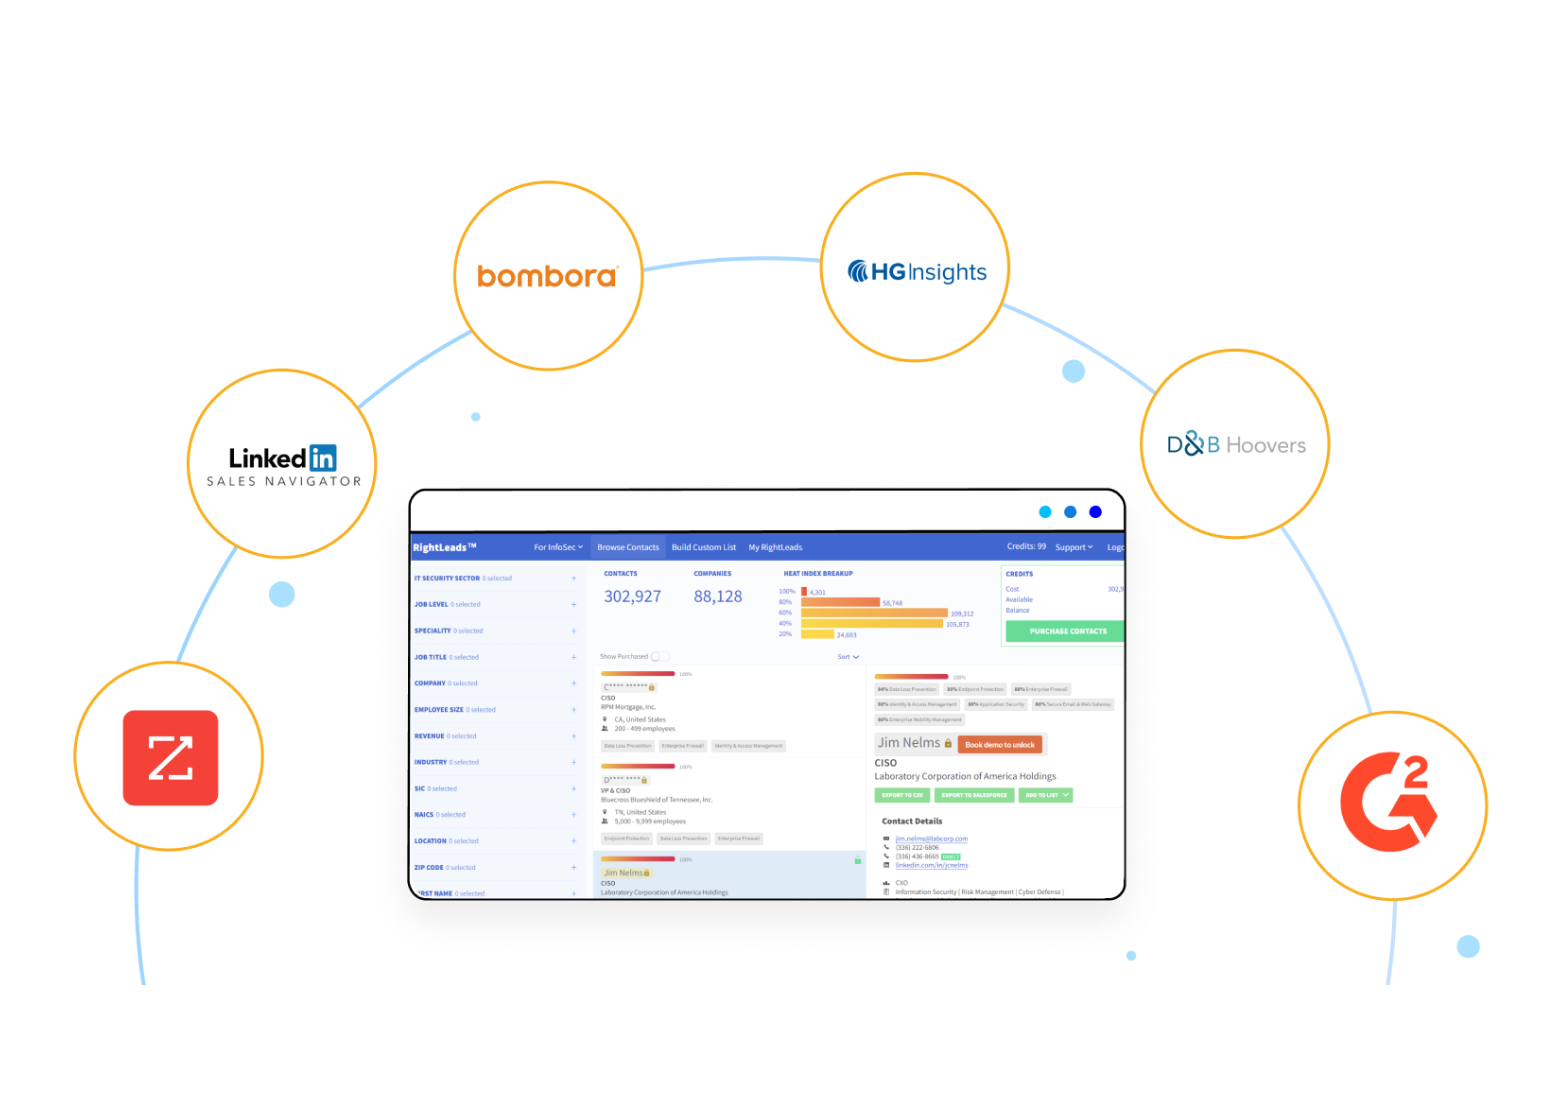 bombora
HG Insights
Linked in
SALES NAVIGATOR
D&B Hoovers
G2
RightLeads™
For InfoSec
Browse Contacts
Build Custom List
My RightLeads
Credits: 99
Support
Logo
IT SECURITY SECTOR 0 selected +
JOB LEVEL 0 selected +
SPECIALITY 0 selected +
JOB TITLE 0 selected +
COMPANY 0 selected +
EMPLOYEE SIZE 0 selected +
REVENUE 0 selected +
INDUSTRY 0 selected +
SIC 0 selected +
NAICS 0 selected +
LOCATION 0 selected +
ZIP CODE 0 selected +
FIRST NAME 0 selected +
CONTACTS
302,927
COMPANIES
88,128
HEAT INDEX BREAKUP
100% 4,301
80% 58,748
60% 109,312
40% 105,873
20% 24,693
CREDITS
Cost 302,9
Available
Balance
PURCHASE CONTACTS
Show Purchased
Sort
100%
C**** ******
CISO
RPM Mortgage, Inc.
CA, United States
200 - 499 employees
Data Loss Prevention
Enterprise Firewall
Identity & Access Management
100%
D**** ****
VP & CISO
Bluecross Blueshield of Tennessee, Inc.
TN, United States
5,000 - 9,999 employees
Endpoint Protection
Data Loss Prevention
Enterprise Firewall
100%
Jim Nelms
CISO
Laboratory Corporation of America Holdings
100%
Data Loss Prevention
Endpoint Protection
Enterprise Firewall
Identity & Access Management
Application Security
Secure Email & Web Gateway
Enterprise Mobility Management
Jim Nelms
Book demo to unlock
CISO
Laboratory Corporation of America Holdings
EXPORT TO CSV
EXPORT TO SALESFORCE
ADD TO LIST
Contact Details
jim.nelms@labcorp.com
(336) 222-6806
(336) 436-8665 DIRECT
linkedin.com/in/jcnelms
CXO
Information Security | Risk Management | Cyber Defense |